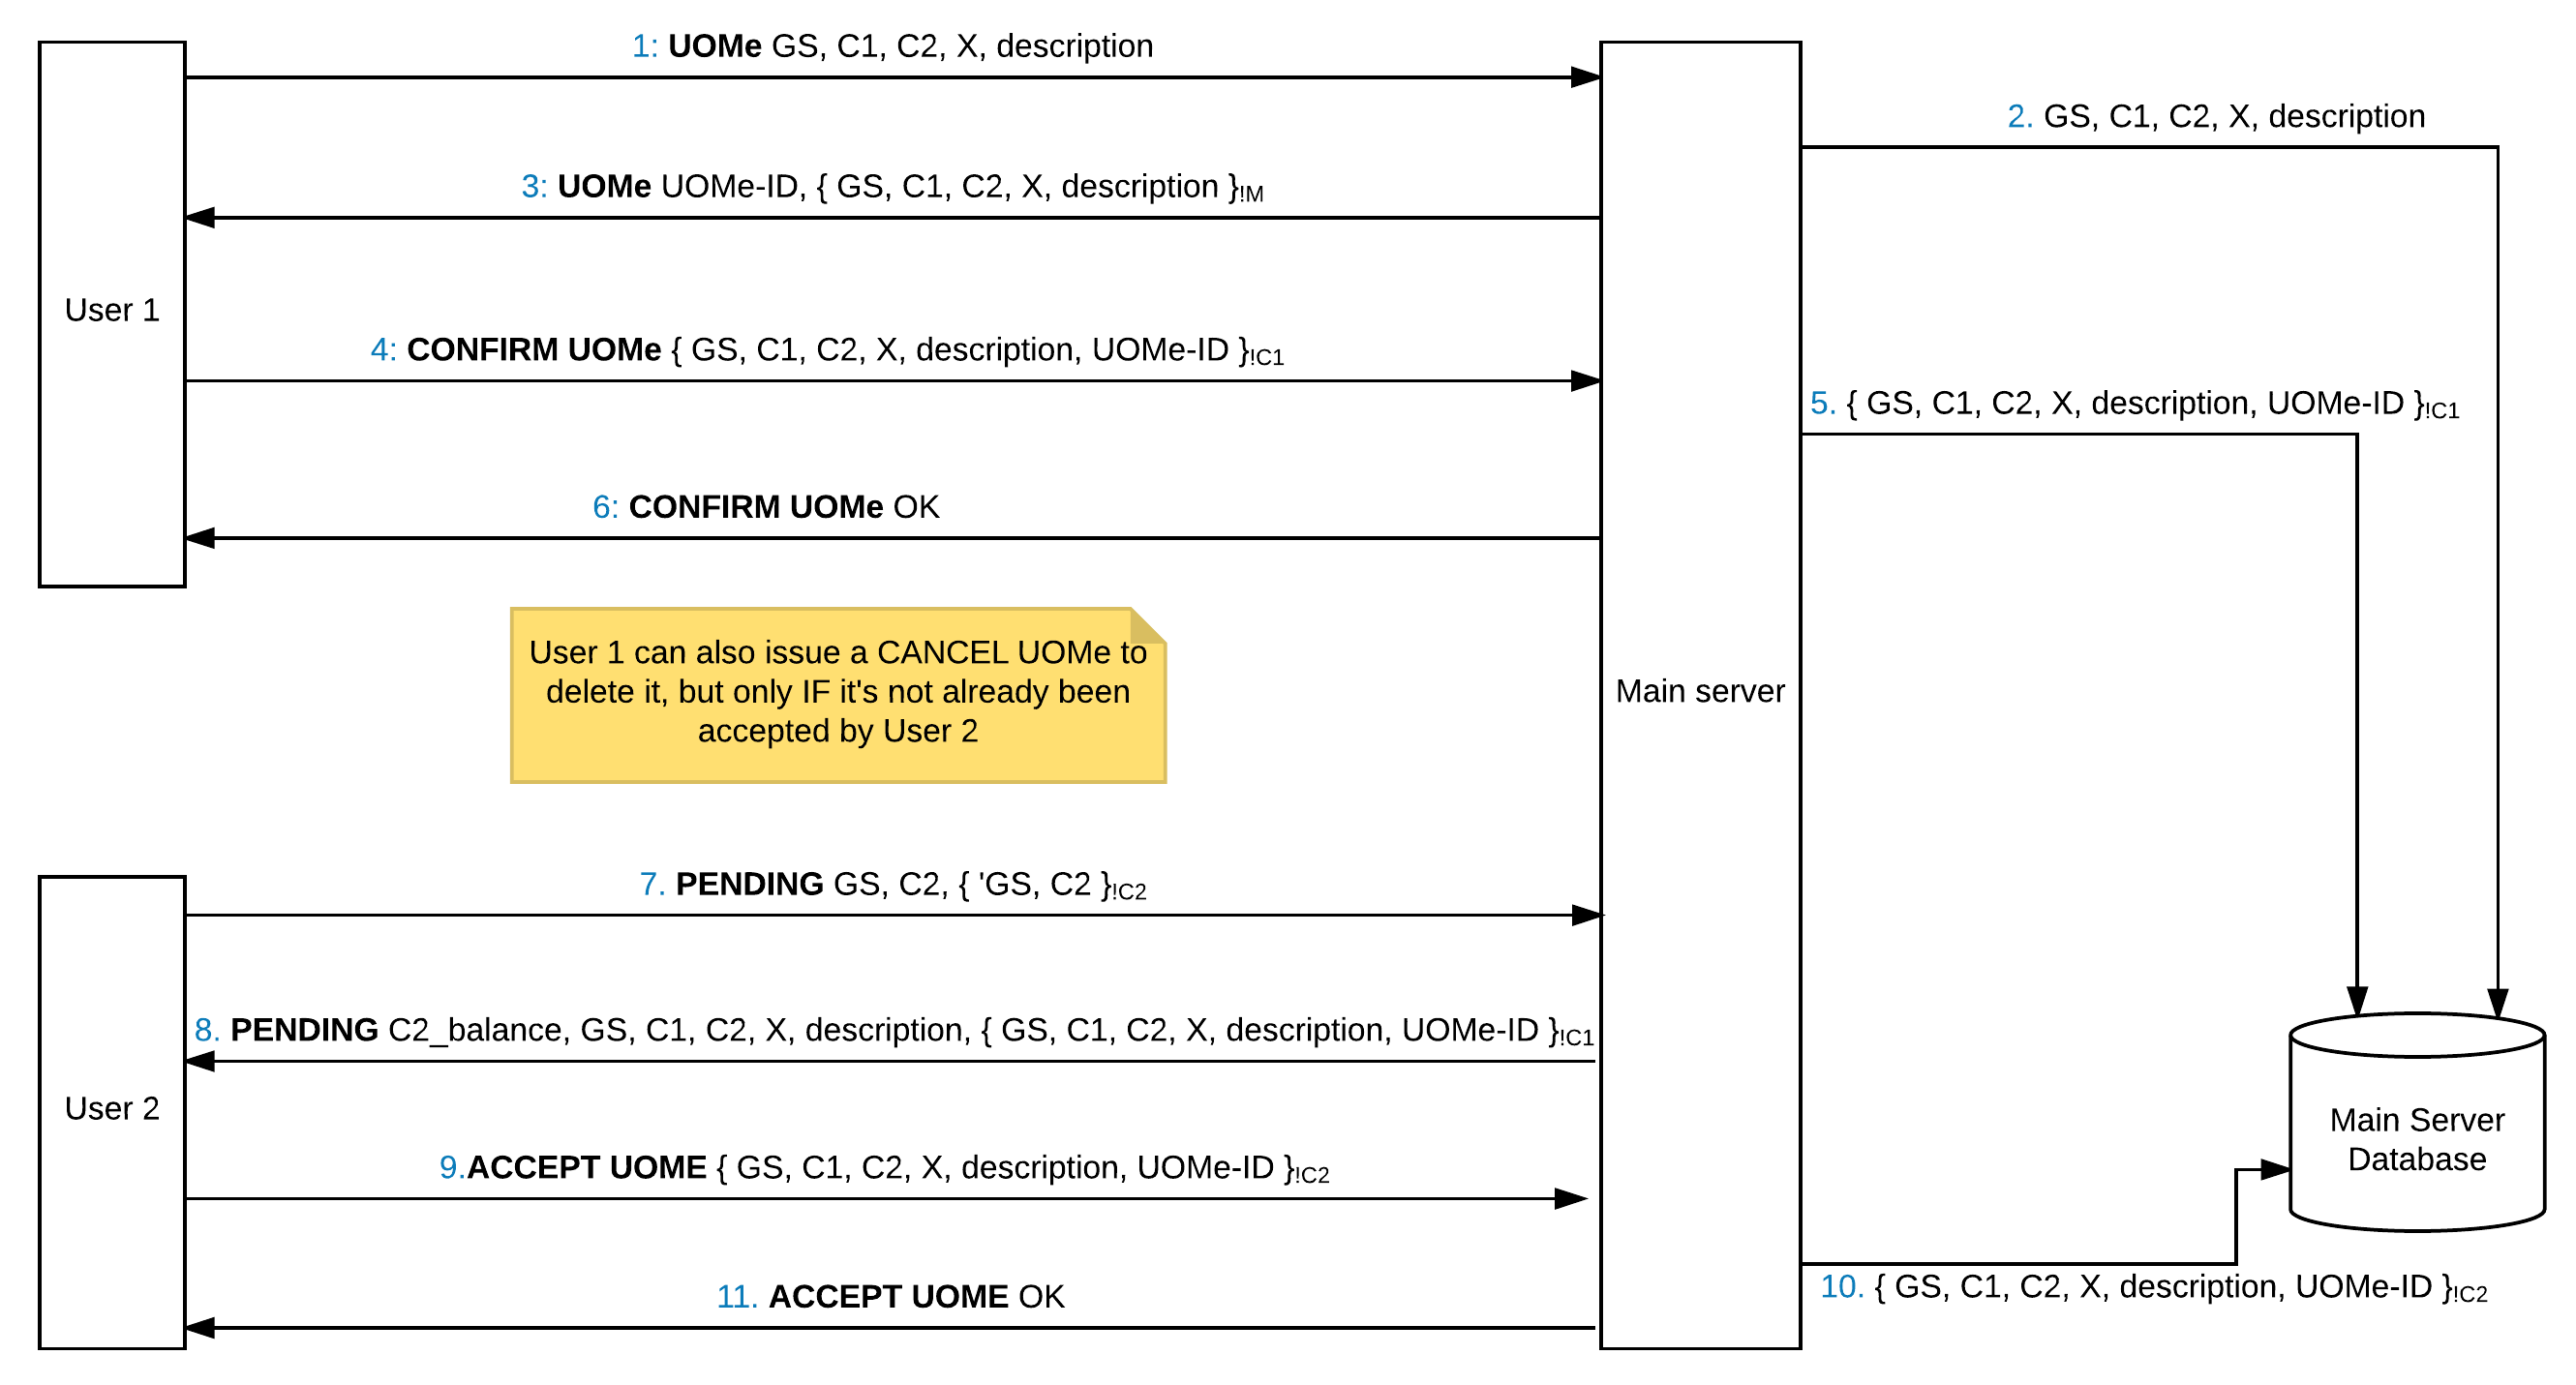 1: UOMe GS, C1, C2, X, description
2. GS, C1, C2, X, description
3: UOMe UOMe-ID, { GS, C1, C2, X, description }!M
User 1
4: CONFIRM UOMe { GS, C1, C2, X, description, UOMe-ID }!C1
5. { GS, C1, C2, X, description, UOMe-ID }!C1
6: CONFIRM UOMe OK
User 1 can also issue a CANCEL UOMe to
delete it, but only IF it's not already been
accepted by User 2
Main server
7. PENDING GS, C2, { 'GS, C2 }!C2
8. PENDING C2_balance, GS, C1, C2, X, description, { GS, C1, C2, X, description, UOMe-ID }!C1
User 2
Main Server
Database
9.ACCEPT UOME { GS, C1, C2, X, description, UOMe-ID }!C2
10. { GS, C1, C2, X, description, UOMe-ID }!C2
11. ACCEPT UOME OK